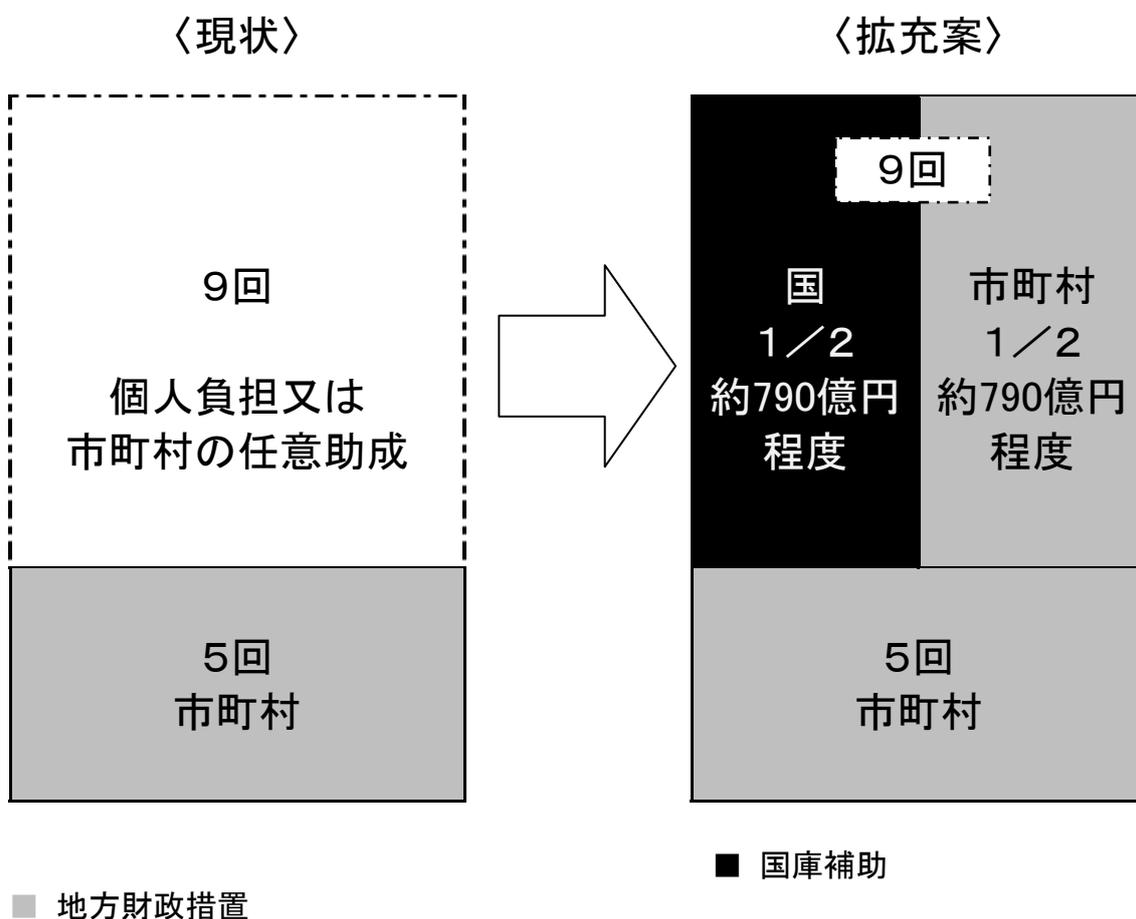 〈現状〉
9回
個人負担又は
市町村の任意助成
5回
市町村
〈拡充案〉
9回
国
1/2
約790億円
程度
市町村
1/2
約790億円
程度
5回
市町村
■ 国庫補助
■ 地方財政措置